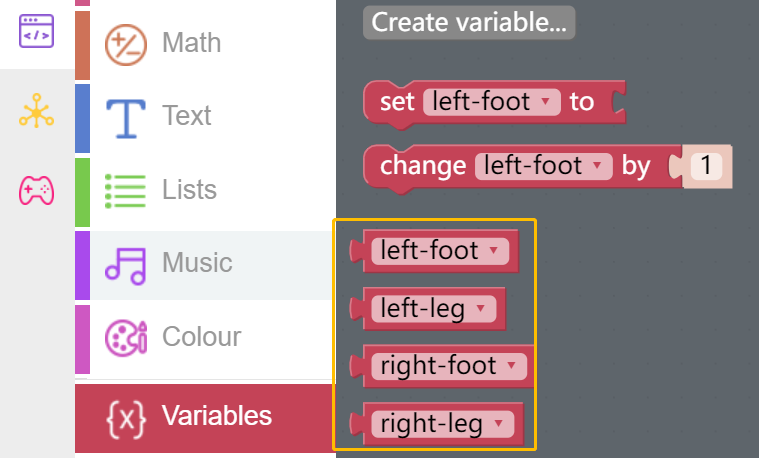 Math
Text
Lists
Music
Colour
{x} Variables
Create variable...
set left-foot to
change left-foot by 1
left-foot
left-leg
right-foot
right-leg